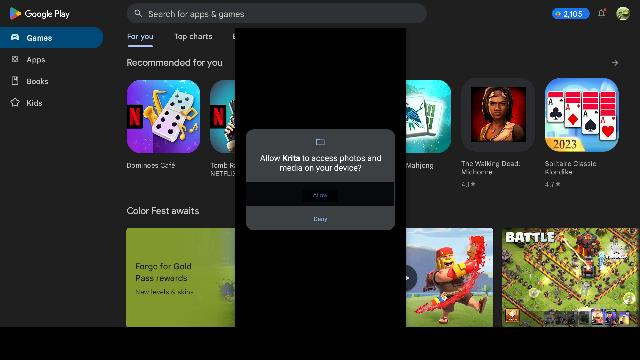 Google Play
Search for apps & games
2,105
Games
Apps
Books
Kids
For you
Top charts
Recommended for you
Allow Krita to access photos and
media on your device?
Allow
Deny
Dominoes Café
Tomb Ra
NETFLIX
Mahjong
The Walking Dead:
Michonne
4.1★
2023
Solitaire Classic
Klondike
4.7★
Color Fest awaits
Forge for Gold
Pass rewards
New levels & skins
BATTLE